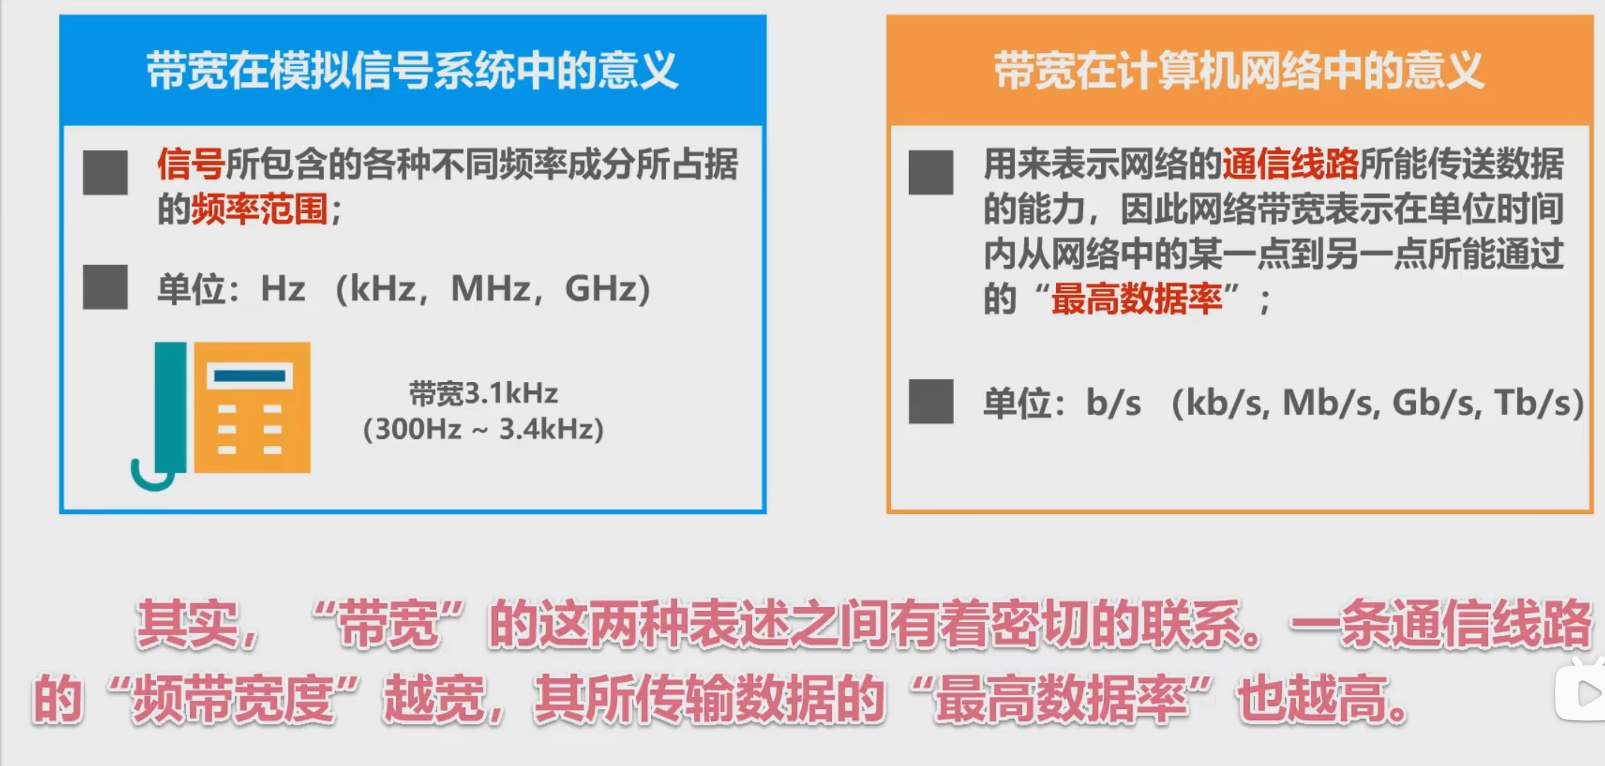 带宽在模拟信号系统中的意义
信号所包含的各种不同频率成分所占据
的频率范围；
单位：Hz （kHz，MHz，GHz）
带宽3.1kHz
(300Hz ~ 3.4kHz)
带宽在计算机网络中的意义
用来表示网络的通信线路所能传送数据
的能力，因此网络带宽表示在单位时间
内从网络中的某一点到另一点所能通过
的“最高数据率”；
单位：b/s （kb/s, Mb/s, Gb/s, Tb/s）
其实，“带宽”的这两种表述之间有着密切的联系。一条通信线路
的“频带宽度”越宽，其所传输数据的“最高数据率”也越高。